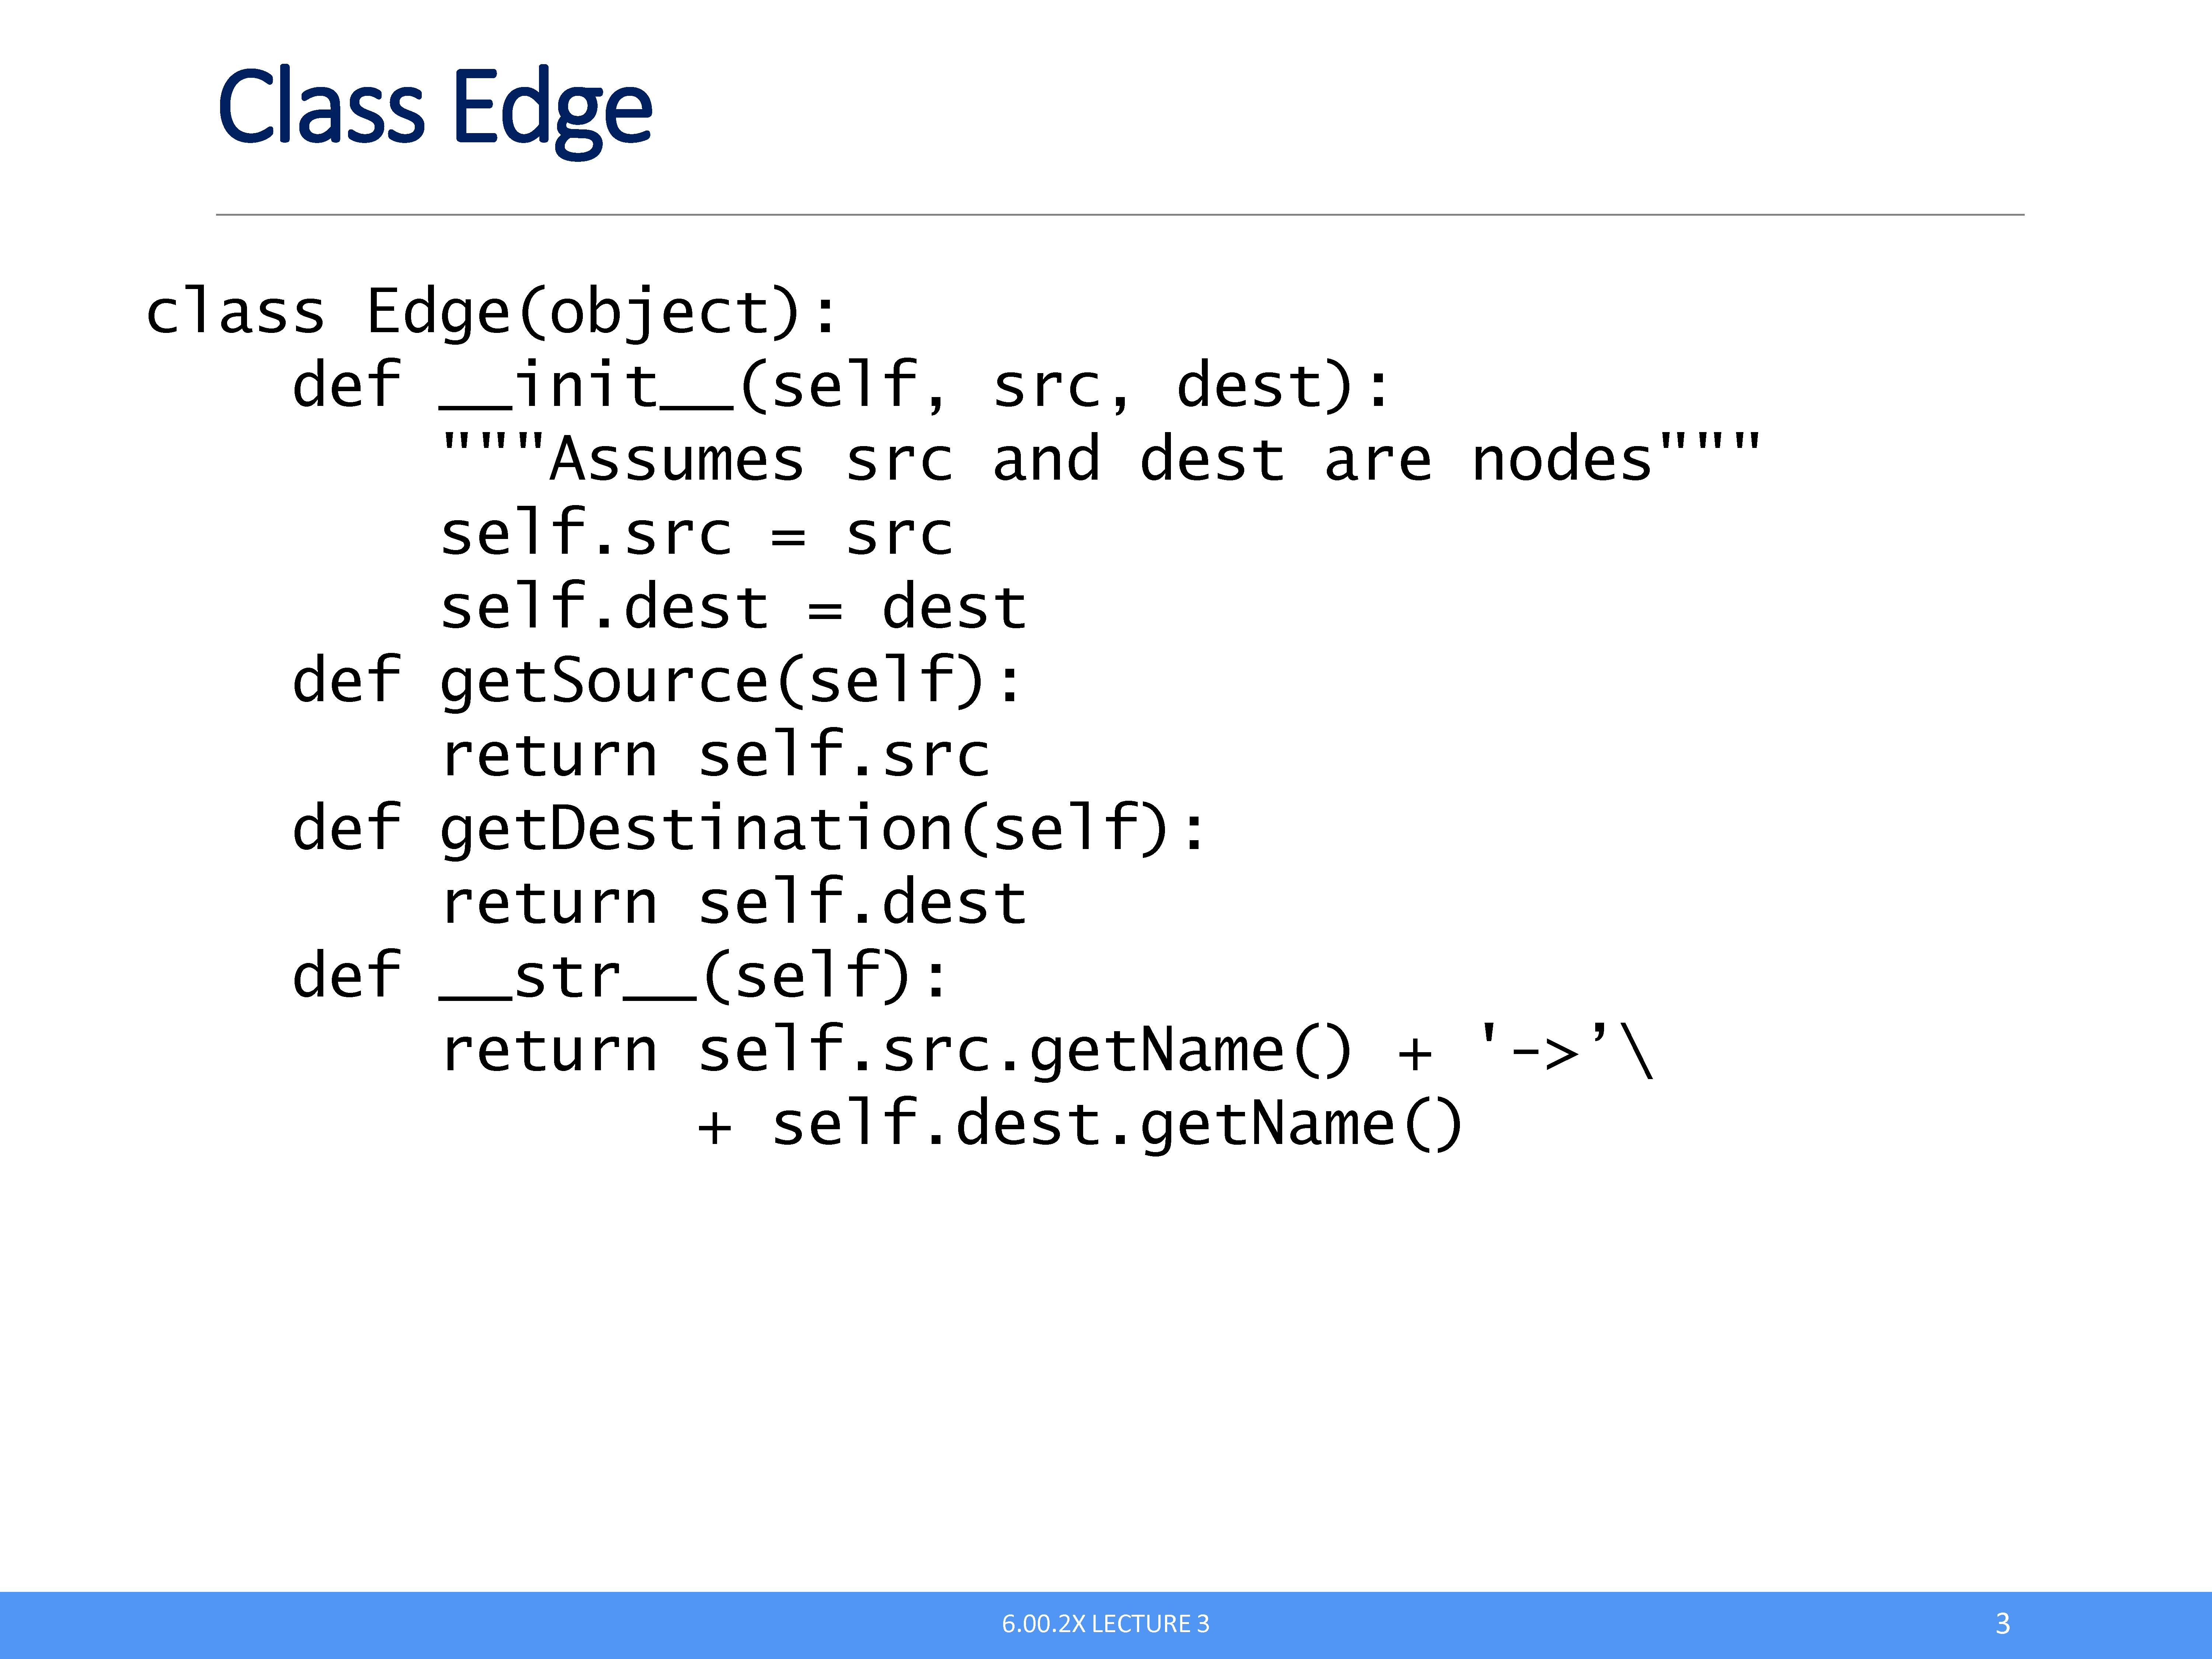 Class Edge
class Edge(object):
    def __init__(self, src, dest):
        """Assumes src and dest are nodes"""
        self.src = src
        self.dest = dest
    def getSource(self):
        return self.src
    def getDestination(self):
        return self.dest
    def __str__(self):
        return self.src.getName() + '->’\
               + self.dest.getName()
6.00.2X LECTURE 3
3